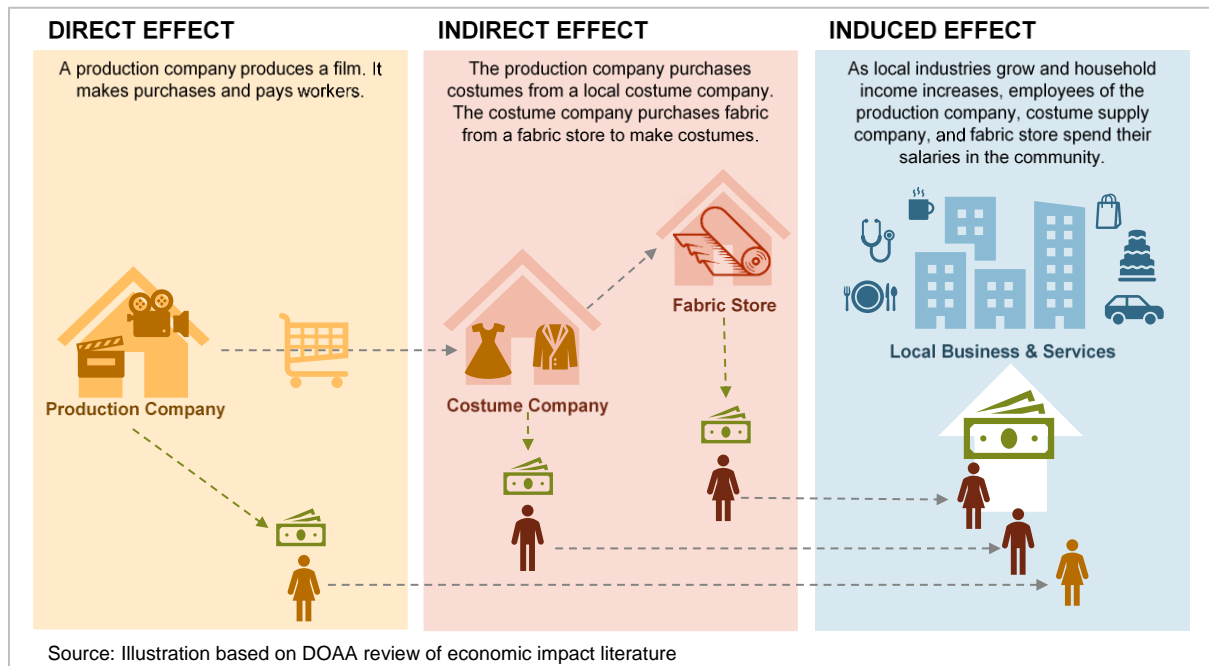 DIRECT EFFECT
A production company produces a film. It
makes purchases and pays workers.
Production Company
INDIRECT EFFECT
The production company purchases
costumes from a local costume company.
The costume company purchases fabric
from a fabric store to make costumes.
Fabric Store
Costume Company
INDUCED EFFECT
As local industries grow and household
income increases, employees of the
production company, costume supply
company, and fabric store spend their
salaries in the community.
Local Business & Services
Source: Illustration based on DOAA review of economic impact literature